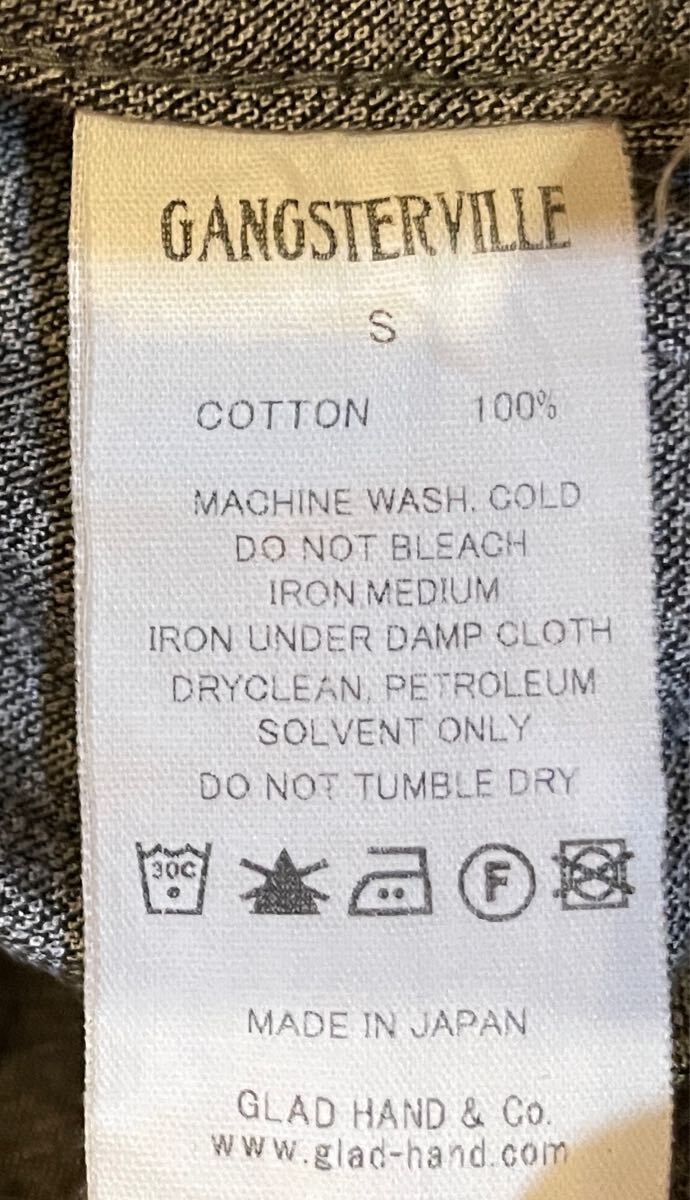 GANGSTERVILLE
S
COTTON 100%
MACHINE WASH. COLD
DO NOT BLEACH
IRON MEDIUM
IRON UNDER DAMP CLOTH
DRYCLEAN, PETROLEUM
SOLVENT ONLY
DO NOT TUMBLE DRY
30C F
MADE IN JAPAN
GLAD HAND & Co.
www.glad-hand.com